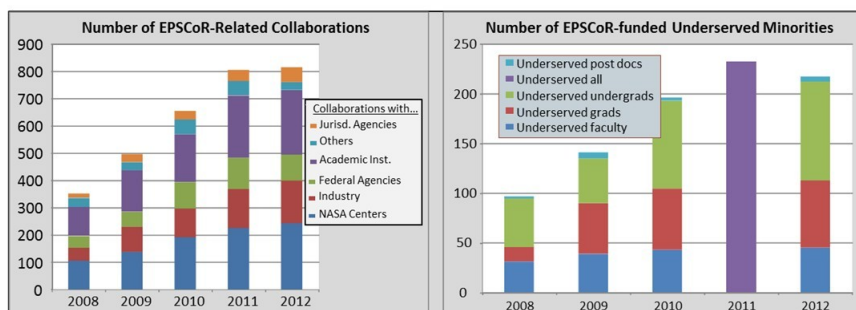 Number of EPSCoR-Related Collaborations
900
800
700
600
500
400
300
200
100
0
Collaborations with...
Jurisd. Agencies
Others
Academic Inst.
Federal Agencies
Industry
NASA Centers
2008 2009 2010 2011 2012
Number of EPSCoR-funded Underserved Minorities
250
200
150
100
50
0
Underserved post docs
Underserved all
Underserved undergrads
Underserved grads
Underserved faculty
2008 2009 2010 2011 2012